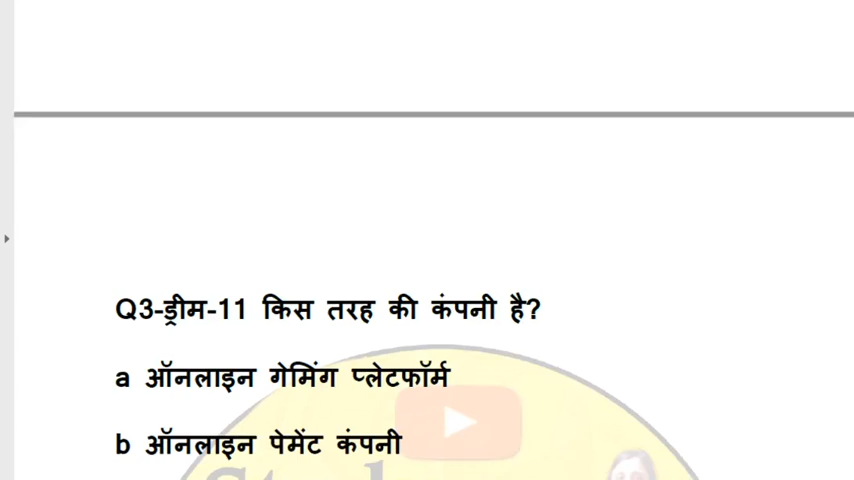 Q3-ड्रीम-11 किस तरह की कंपनी है?
a ऑनलाइन गेमिंग प्लेटफॉर्म
b ऑनलाइन पेमेंट कंपनी